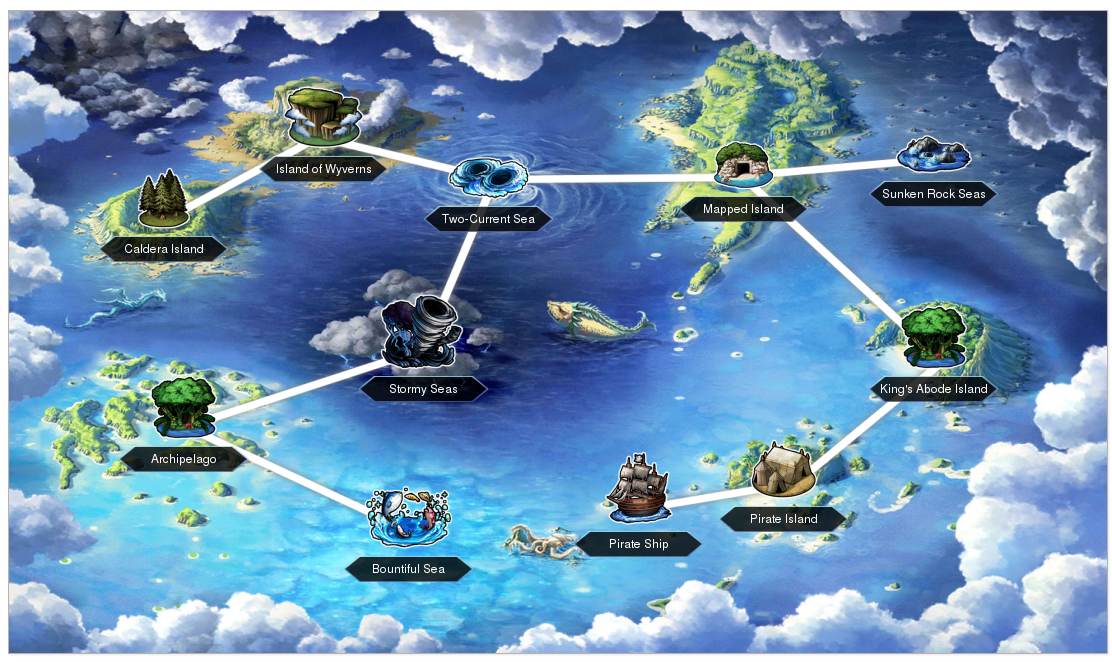 Island of Wyverns
Sunken Rock Seas
Mapped Island
Two-Current Sea
Caldera Island
Stormy Seas
King's Abode Island
Archipelago
Pirate Island
Pirate Ship
Bountiful Sea